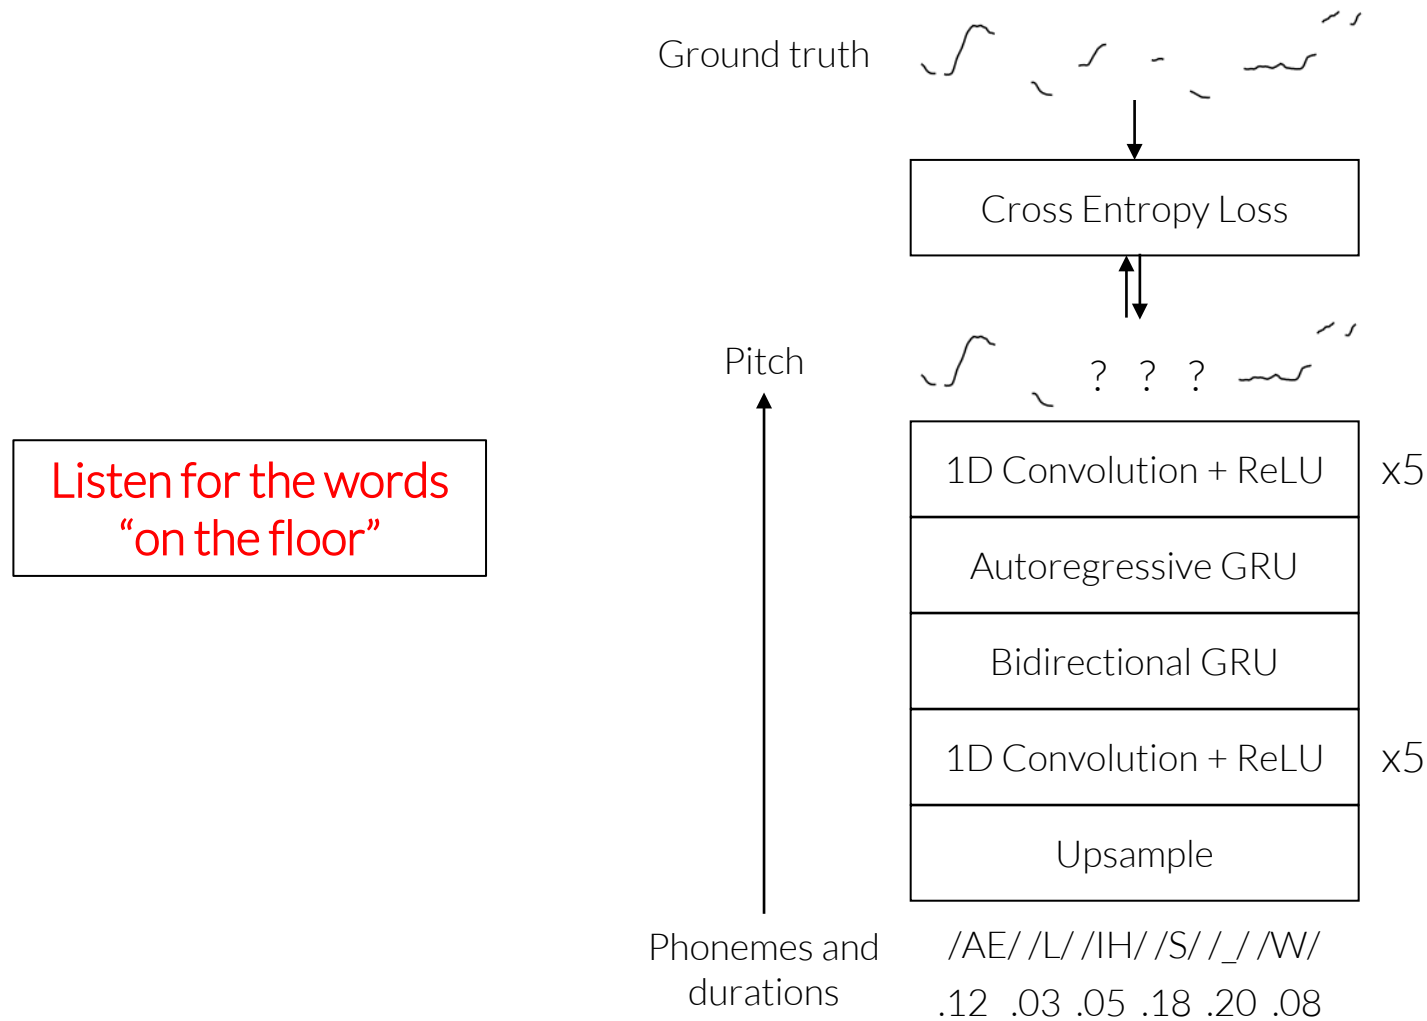 Ground truth
Cross Entropy Loss
Pitch
? ? ?
1D Convolution + ReLU x5
Listen for the words
“on the floor”
Autoregressive GRU
Bidirectional GRU
1D Convolution + ReLU x5
Upsample
Phonemes and
durations
/AE/ /L/ /IH/ /S/ /_/ /W/
.12 .03 .05 .18 .20 .08